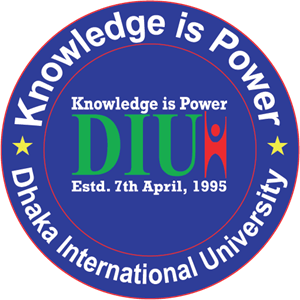 Knowledge is Power
Knowledge is Power
DIU
Estd. 7th April, 1995
Dhaka International University